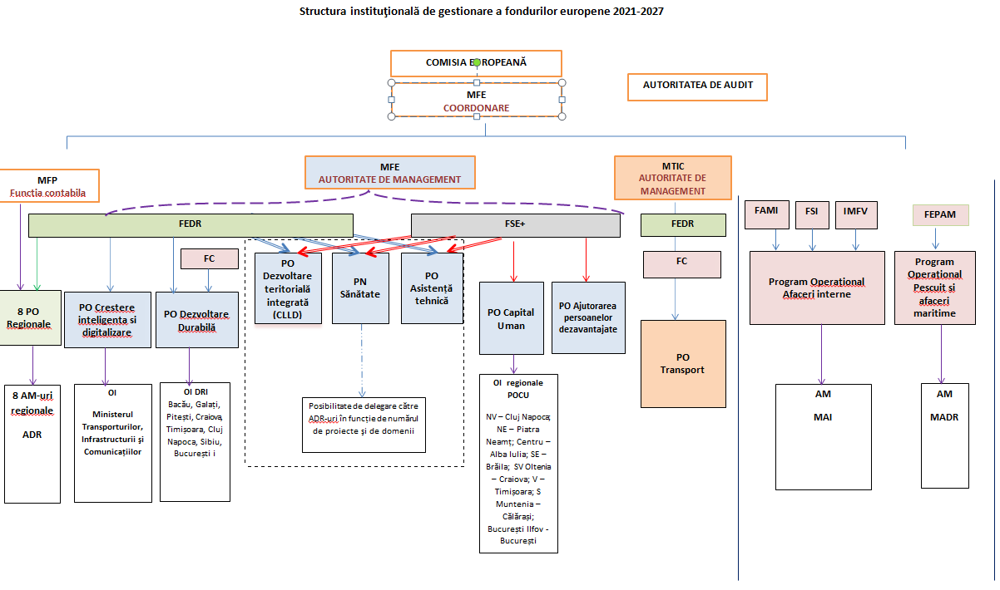 Structura instituţională de gestionare a fondurilor europene 2021-2027
COMISIA EUROPEANĂ
MFE
COORDONARE
AUTORITATEA DE AUDIT
MFP
Funcția contabila
MFE
AUTORITATE DE MANAGEMENT
MTIC
AUTORITATE DE
MANAGEMENT
FEDR
FSE+
FEDR
FAMI
FSI
IMFV
FEPAM
FC
FC
8 PO
Regionale
PO Crestere
inteligenta si
digitalizare
PO Dezvoltare
Durabilă
PO
Dezvoltare
teritorială
integrată
(CLLD)
PN
Sănătate
PO
Asistență
tehnică
PO Capital
Uman
PO Ajutorarea
persoanelor
dezavantajate
PO
Transport
Program Operațional
Afaceri interne
Program
Operațional
Pescuit si
afaceri
maritime
8 AM-uri
regionale
ADR
OI
Ministerul
Transporturilor,
Infrastructurii şi
Comunicațiilor
OI DRI
Bacău, Galați,
Pitești, Craiova,
Timișoara, Cluj
Napoca, Sibiu,
București i
Posibilitate de delegare către
ADR-uri în funcție de numărul
de proiecte și de domenii
OI regionale
POCU
NV – Cluj Napoca;
NE – Piatra
Neamț; Centru –
Alba Iulia; SE –
Brăila; SV Oltenia
– Craiova; V –
Timișoara; S
Muntenia –
Călărași;
București Ilfov -
București
AM
MAI
AM
MADR